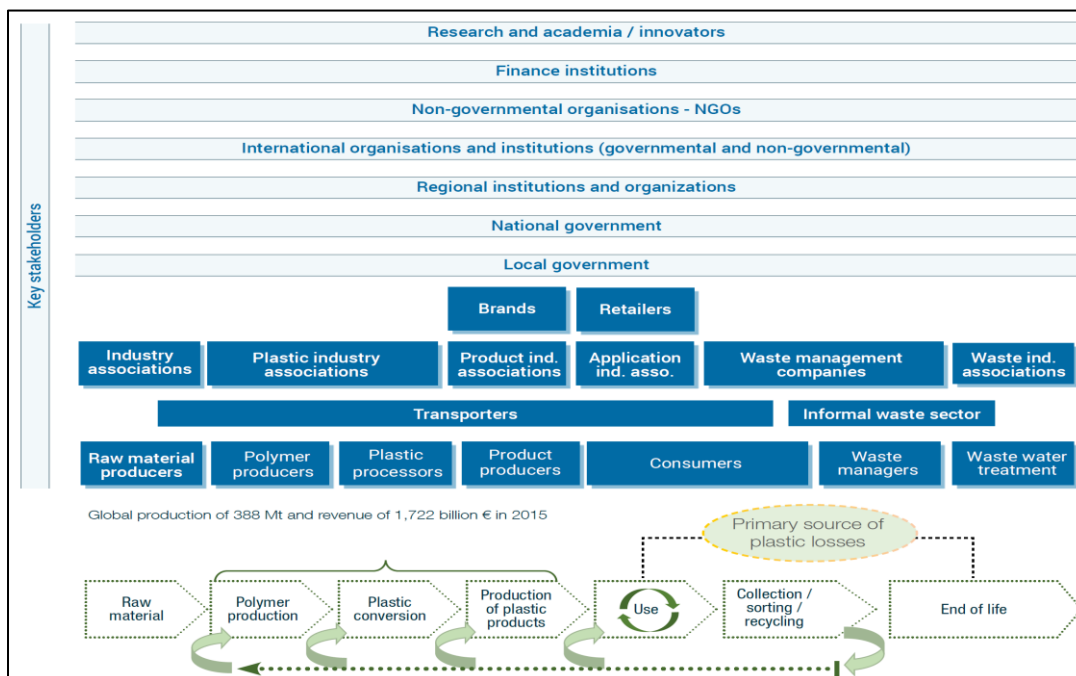 Key stakeholders
Research and academia / innovators
Finance institutions
Non-governmental organisations - NGOs
International organisations and institutions (governmental and non-governmental)
Regional institutions and organizations
National government
Local government
Brands
Retailers
Industry
associations
Plastic industry
associations
Product ind.
associations
Application
ind. asso.
Waste management
companies
Waste ind.
associations
Transporters
Informal waste sector
Raw material
producers
Polymer
producers
Plastic
processors
Product
producers
Consumers
Waste
managers
Waste water
treatment
Global production of 388 Mt and revenue of 1,722 billion € in 2015
Primary source of
plastic losses
Raw
material
Polymer
production
Plastic
conversion
Production
of plastic
products
Use
Collection /
sorting /
recycling
End of life